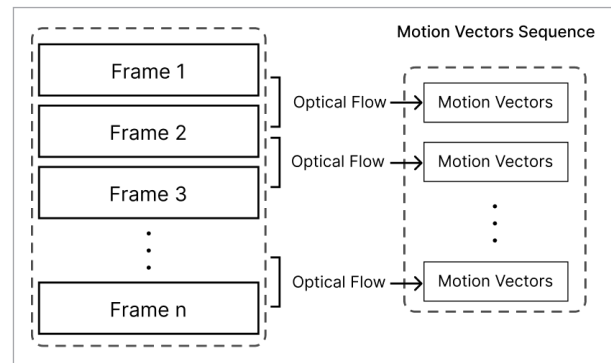 Motion Vectors Sequence
Frame 1
Optical Flow
Motion Vectors
Frame 2
Optical Flow
Motion Vectors
Frame 3
Optical Flow
Motion Vectors
Frame n